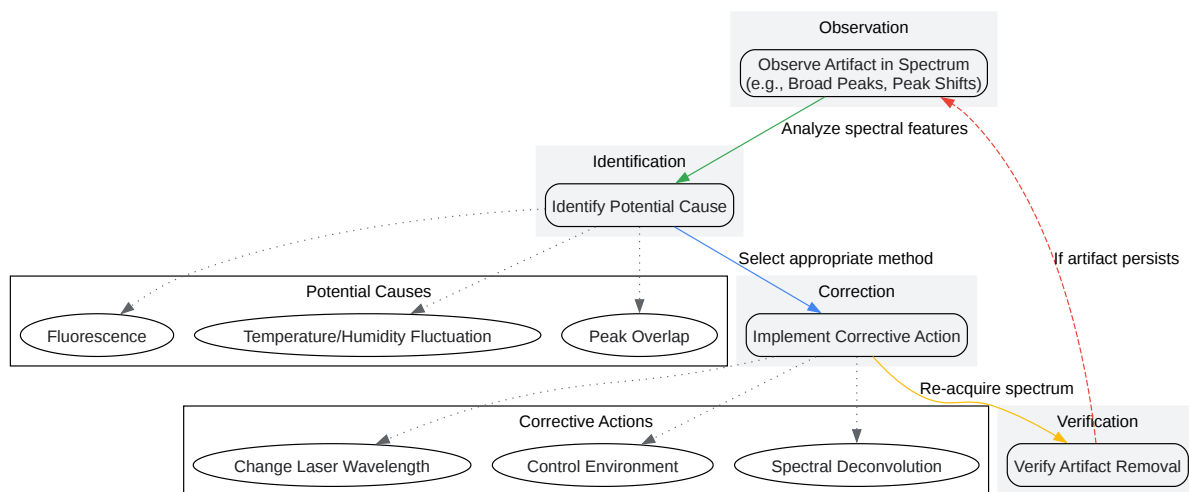 Observation
Observe Artifact in Spectrum
(e.g., Broad Peaks, Peak Shifts)
Analyze spectral features
Identification
Identify Potential Cause
Select appropriate method
If artifact persists
Potential Causes
Fluorescence
Temperature/Humidity Fluctuation
Peak Overlap
Correction
Implement Corrective Action
Re-acquire spectrum
Corrective Actions
Change Laser Wavelength
Control Environment
Spectral Deconvolution
Verification
Verify Artifact Removal